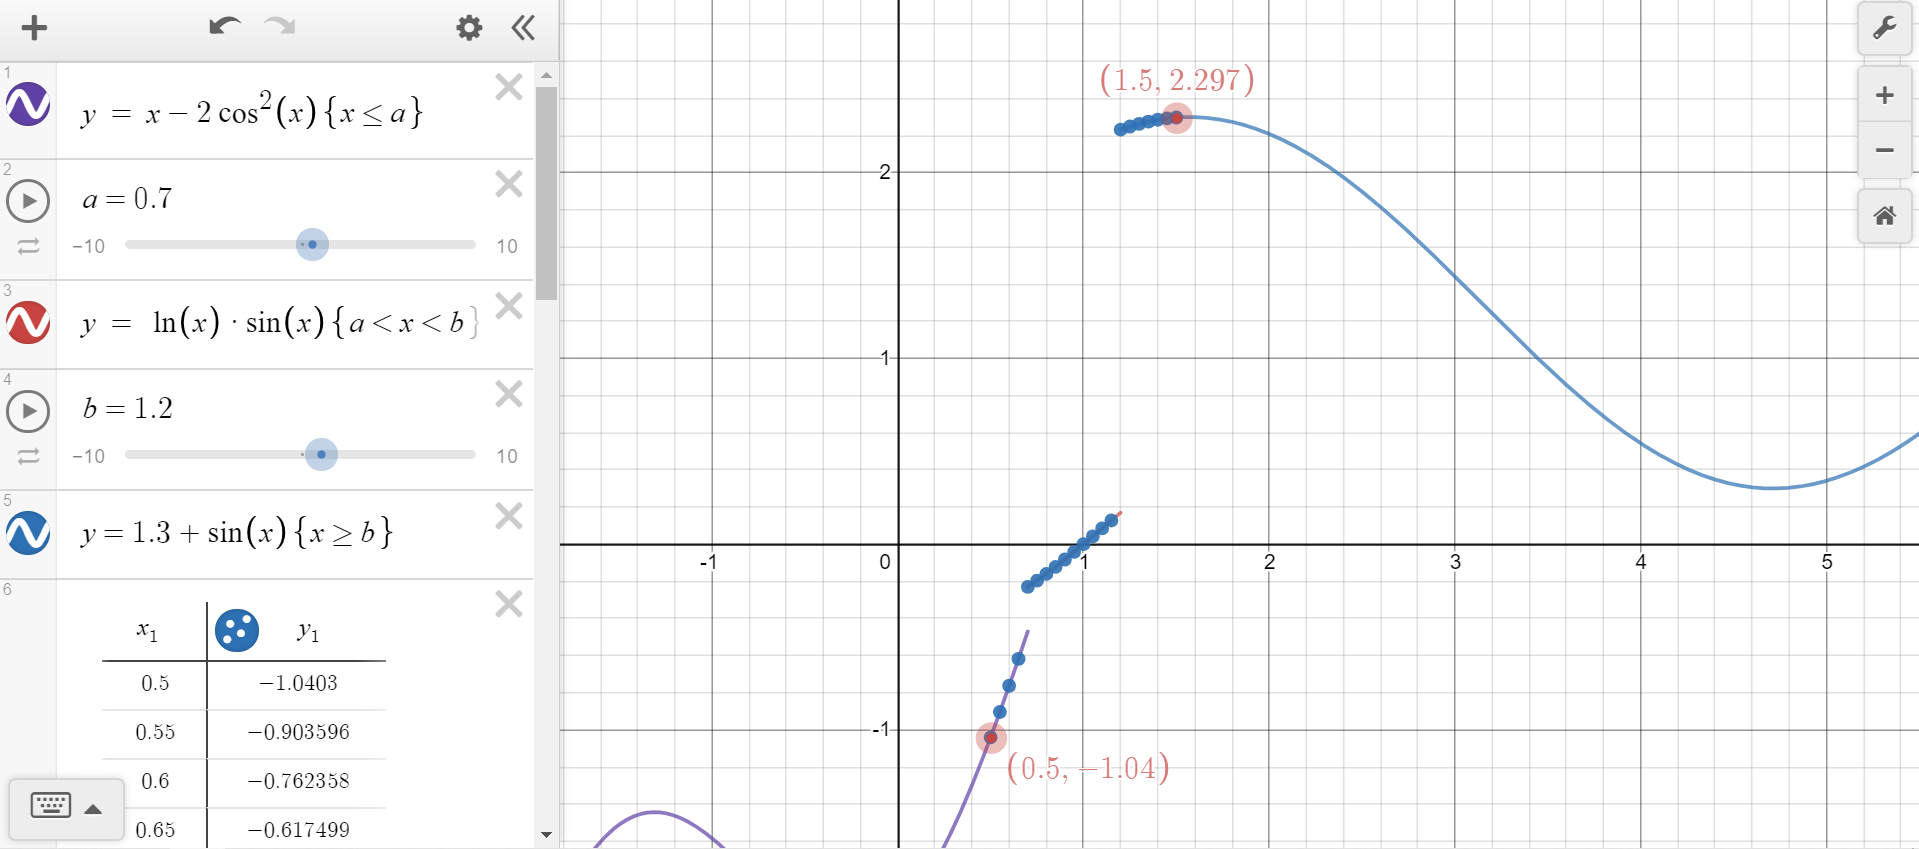 1
y = x − 2 cos²(x) {x ≤ a}
2
a = 0.7
−10 10
3
y = ln(x) · sin(x) {a < x < b}
4
b = 1.2
−10 10
5
y = 1.3 + sin(x) {x ≥ b}
6
x₁ y₁
0.5 −1.0403
0.55 −0.903596
0.6 −0.762358
0.65 −0.617499
(1.5, 2.297)
2
1
-1 0 1 2 3 4 5
-1
(0.5, −1.04)